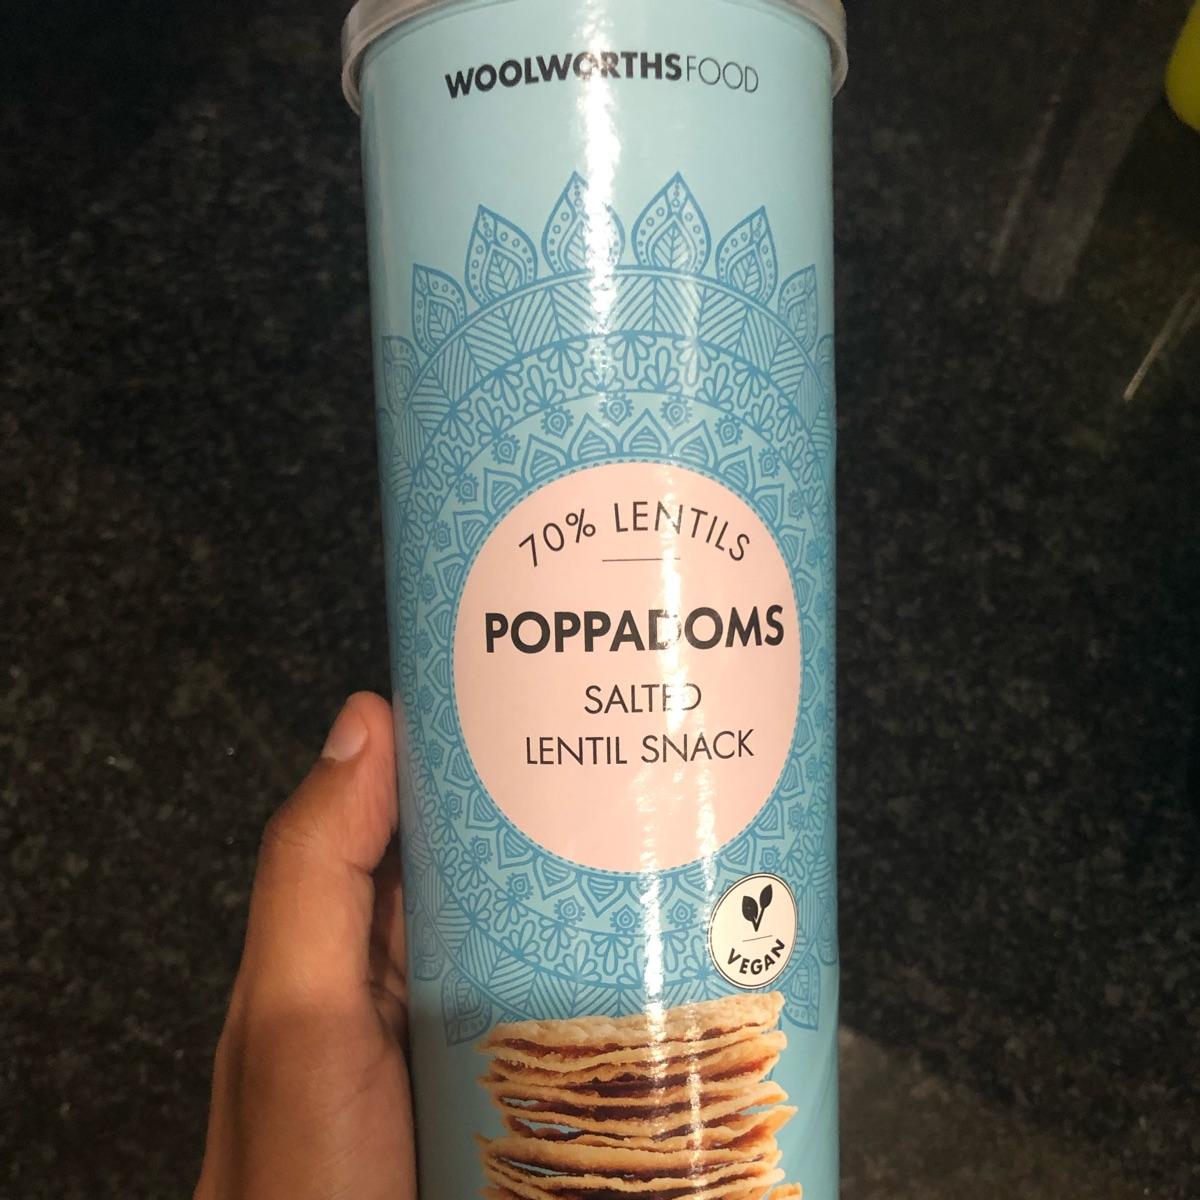 WOOLWORTHSFOOD
70% LENTILS
POPPADOMS
SALTED
LENTIL SNACK
VEGAN